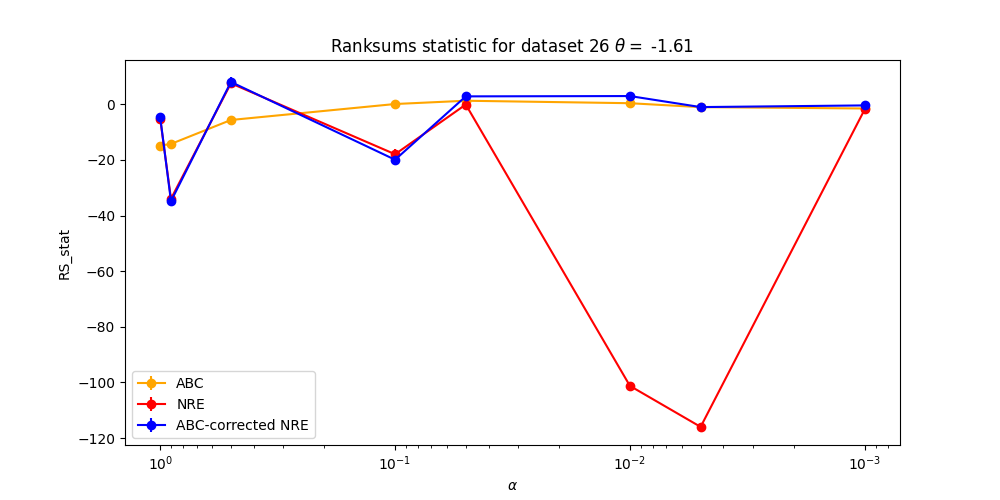 Ranksums statistic for dataset 26 θ = -1.61
RS_stat
0
−20
−40
−60
−80
−100
−120
ABC
NRE
ABC-corrected NRE
10⁰
10⁻¹
10⁻²
10⁻³
α